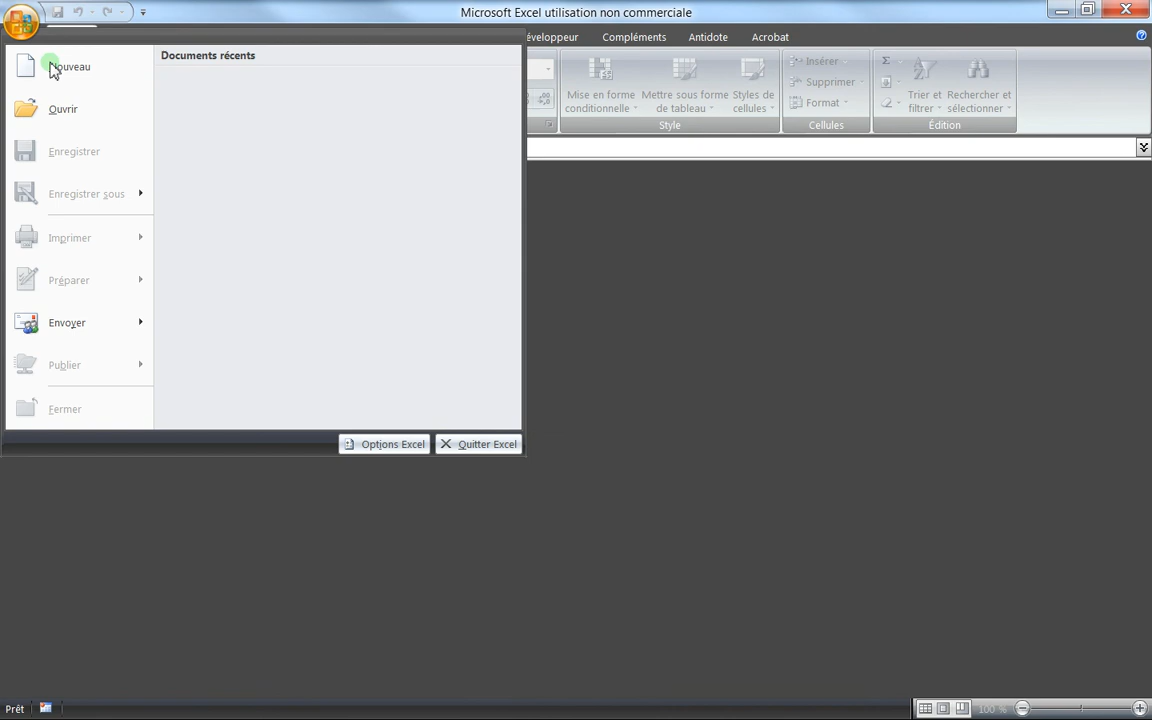 Microsoft Excel utilisation non commerciale
Compléments
Antidote
Acrobat
Documents récents
Ouvrir
Enregistrer
Enregistrer sous
Imprimer
Préparer
Envoyer
Publier
Fermer
Options Excel
Quitter Excel
Mise en forme
conditionnelle
Mettre sous forme
de tableau
Styles de
cellules
Style
Insérer
Supprimer
Format
Cellules
Σ
Trier et
filtrer
Rechercher et
sélectionner
Édition
Prêt
100 %